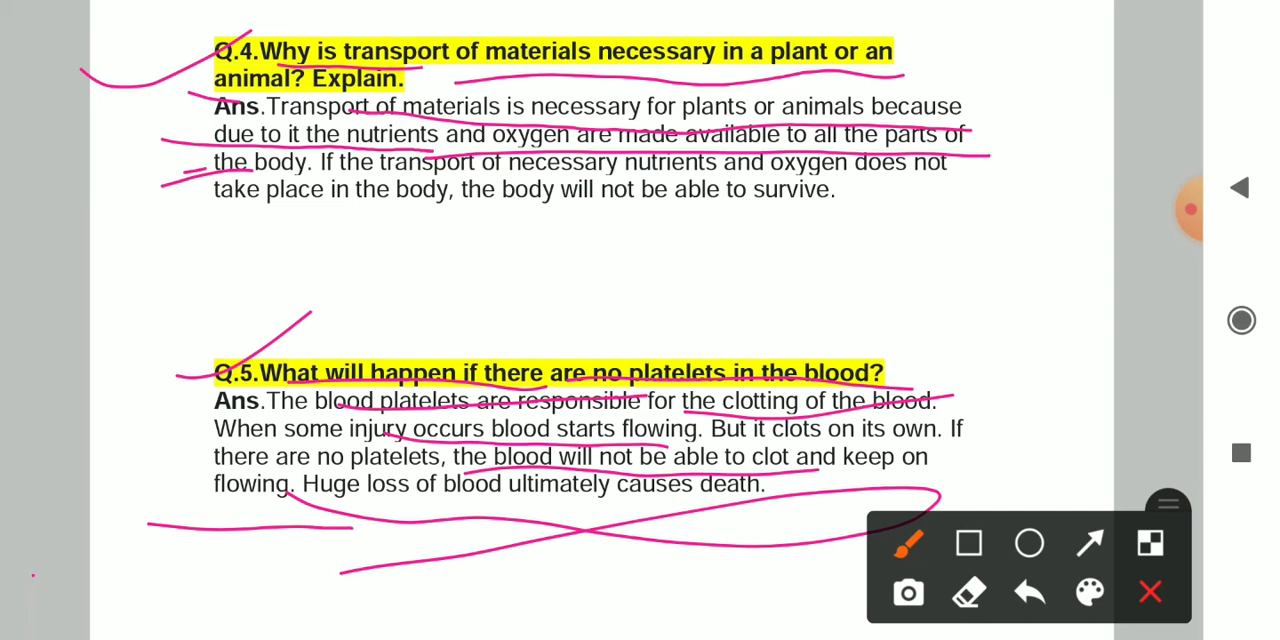 Q.4.Why is transport of materials necessary in a plant or an
animal? Explain.
Ans.Transport of materials is necessary for plants or animals because
due to it the nutrients and oxygen are made available to all the parts of
the body. If the transport of necessary nutrients and oxygen does not
take place in the body, the body will not be able to survive.
Q.5.What will happen if there are no platelets in the blood?
Ans.The blood platelets are responsible for the clotting of the blood.
When some injury occurs blood starts flowing. But it clots on its own. If
there are no platelets, the blood will not be able to clot and keep on
flowing. Huge loss of blood ultimately causes death.